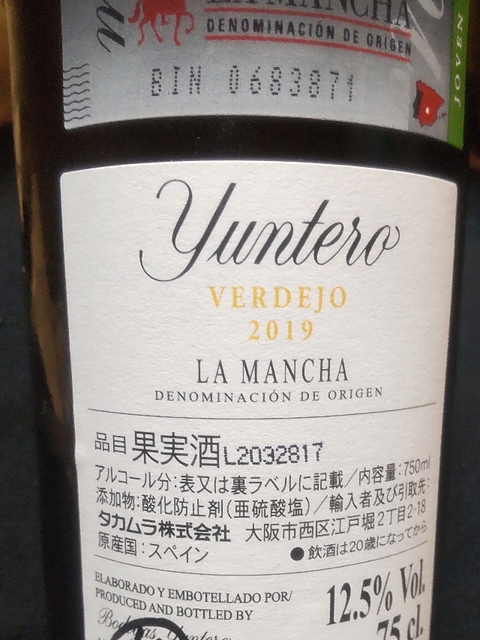 LA MANCHA
DENOMINACIÓN DE ORIGEN
BIN 0683871
JOVEN
Yuntero
VERDEJO
2019
LA MANCHA
DENOMINACIÓN DE ORIGEN
品目 果実酒 L2032817
アルコール分:表又は裏ラベルに記載/内容量:750ml
添加物:酸化防止剤(亜硫酸塩)/輸入者及び引取先:
タカムラ株式会社 大阪市西区江戸堀2丁目2-18
原産国:スペイン ●飲酒は20歳になってから
ELABORADO Y EMBOTELLADO POR/
PRODUCED AND BOTTLED BY
Bodegas Yuntero
12.5% Vol.
75 cl.